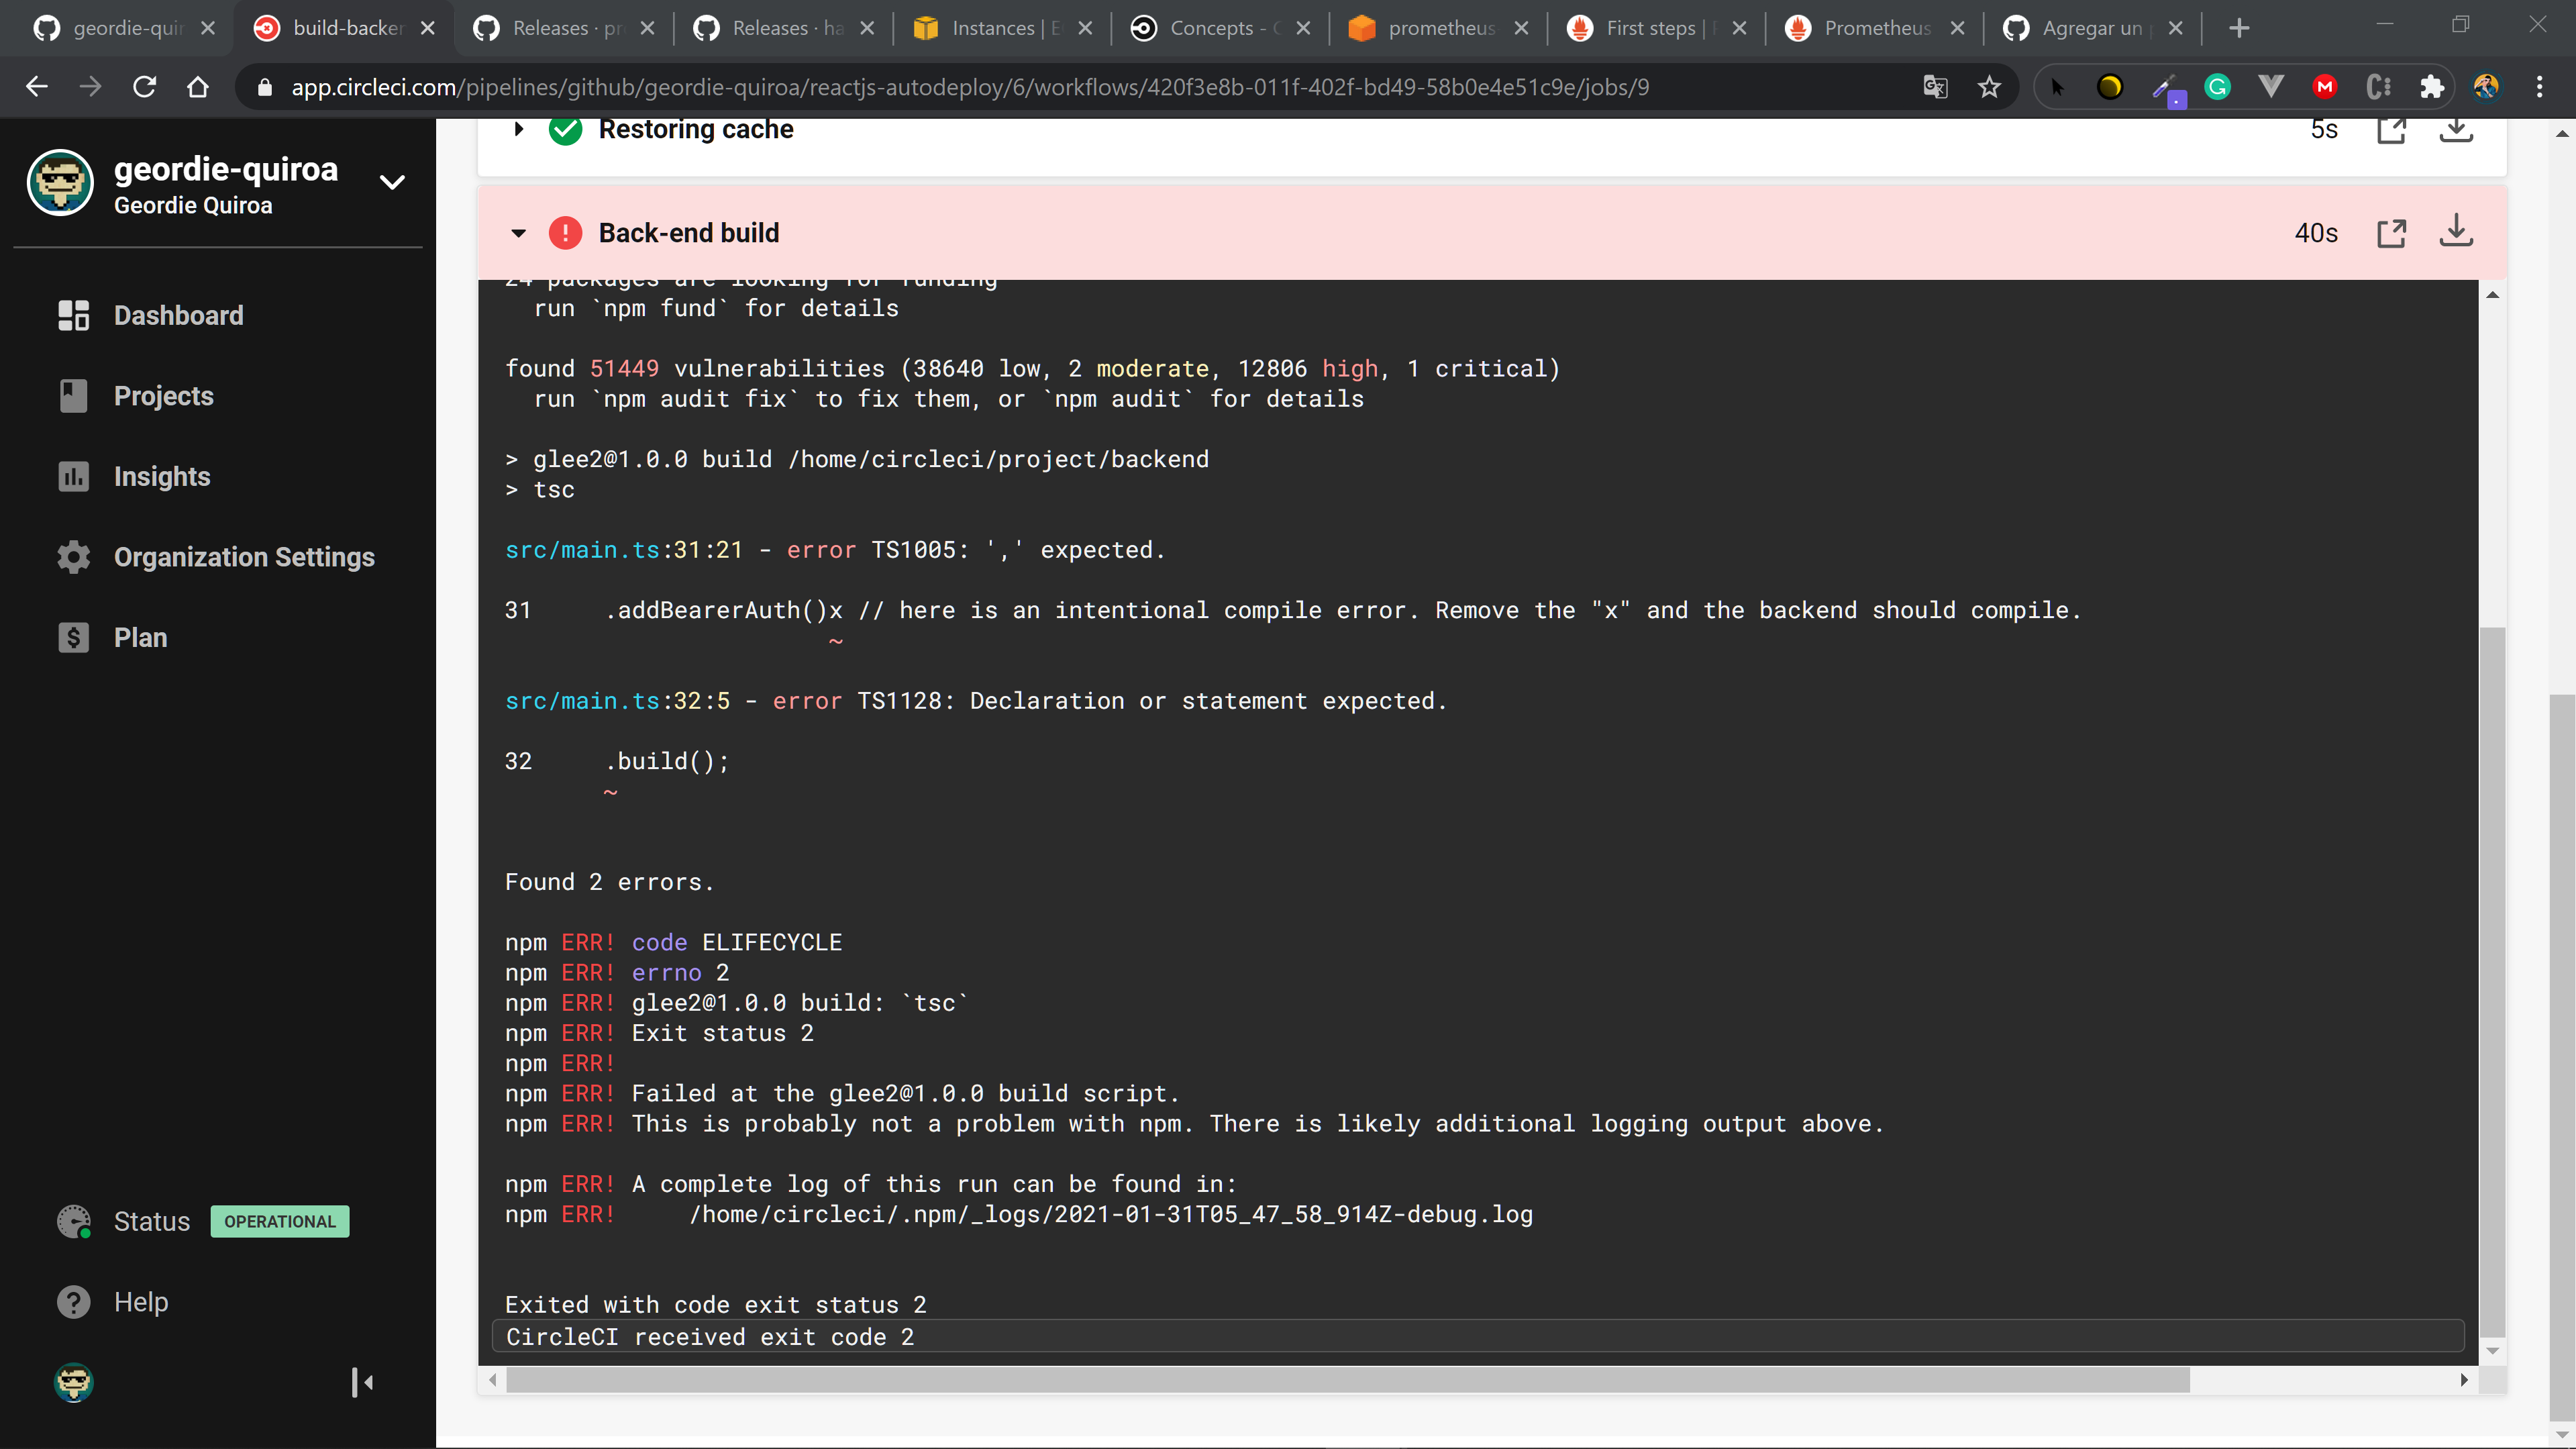 geordie-quir
build-backer
Releases · pr
Releases · ha
Instances | E
Concepts - C
prometheus
First steps | P
Prometheus
Agregar un p
app.circleci.com/pipelines/github/geordie-quiroa/reactjs-autodeploy/6/workflows/420f3e8b-011f-402f-bd49-58b0e4e51c9e/jobs/9
geordie-quiroa
Geordie Quiroa
Dashboard
Projects
Insights
Organization Settings
Plan
Status OPERATIONAL
Help
Restoring cache 5s
Back-end build 40s
24 packages are looking for funding
run `npm fund` for details
found 51449 vulnerabilities (38640 low, 2 moderate, 12806 high, 1 critical)
run `npm audit fix` to fix them, or `npm audit` for details
> glee2@1.0.0 build /home/circleci/project/backend
> tsc
src/main.ts:31:21 - error TS1005: ',' expected.
31 .addBearerAuth()x // here is an intentional compile error. Remove the "x" and the backend should compile.
~
src/main.ts:32:5 - error TS1128: Declaration or statement expected.
32 .build();
~
Found 2 errors.
npm ERR! code ELIFECYCLE
npm ERR! errno 2
npm ERR! glee2@1.0.0 build: `tsc`
npm ERR! Exit status 2
npm ERR!
npm ERR! Failed at the glee2@1.0.0 build script.
npm ERR! This is probably not a problem with npm. There is likely additional logging output above.
npm ERR! A complete log of this run can be found in:
npm ERR! /home/circleci/.npm/_logs/2021-01-31T05_47_58_914Z-debug.log
Exited with code exit status 2
CircleCI received exit code 2